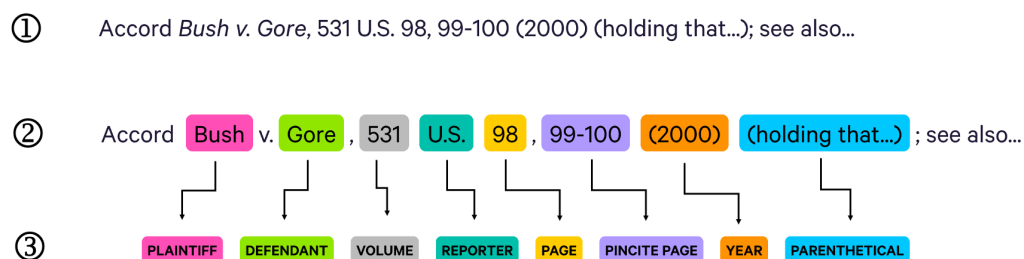 ① Accord Bush v. Gore, 531 U.S. 98, 99-100 (2000) (holding that...); see also...
② Accord Bush v. Gore , 531 U.S. 98 , 99-100 (2000) (holding that...) ; see also...
③ PLAINTIFF DEFENDANT VOLUME REPORTER PAGE PINCITE PAGE YEAR PARENTHETICAL